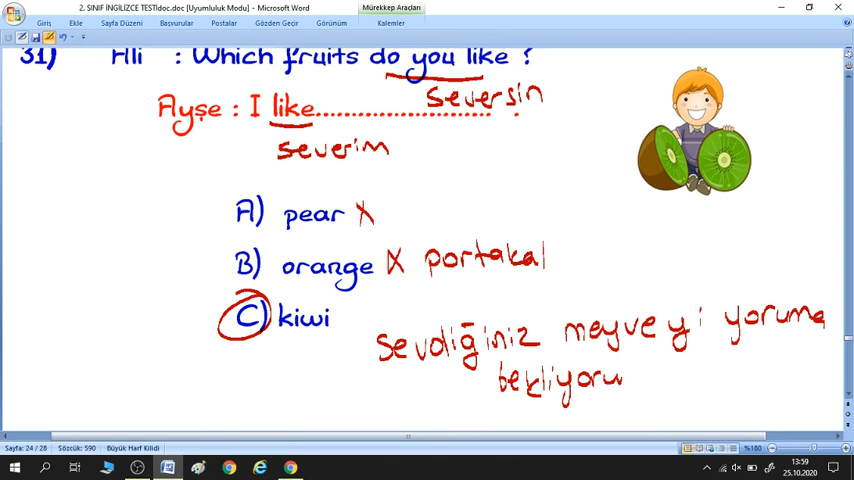 2. SINIF İNGİLİZCE TESTİdoc.doc [Uyumluluk Modu] - Microsoft Word
Mürekkep Araçları
Giriş Ekle Sayfa Düzeni Başvurular Postalar Gözden Geçir Görünüm Kalemler
31) Ali : Which fruits do you like ?
seversin
Ayşe : I like.............................
severim
A) pear X
B) orange X portakal
C) kiwi
sevdiğiniz meyveyi yoruma
bekliyoru
Sayfa: 24 / 28 Sözcük: 590 Büyük Harf Kilidi %180
13:59
25.10.2020